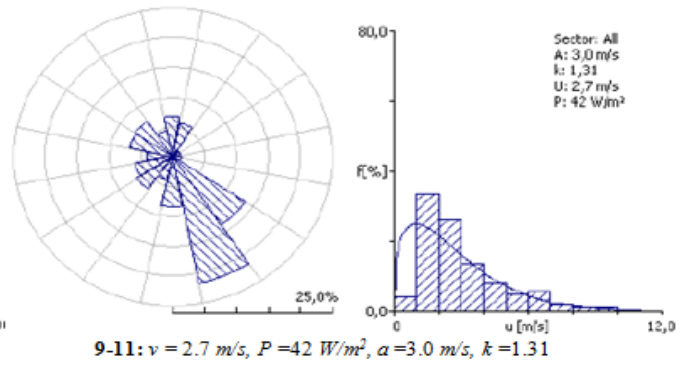 80,0
Sector: All
A: 3,0 m/s
k: 1,31
U: 2,7 m/s
P: 42 W/m²
f[%]
25,0%
0,0
0
u [m/s]
12,0
9-11: v = 2.7 m/s, P =42 W/m², a =3.0 m/s, k =1.31